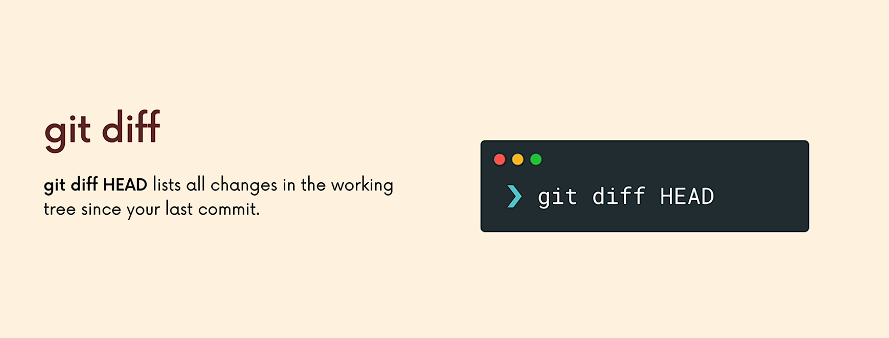 git diff
git diff HEAD lists all changes in the working
tree since your last commit.
❯ git diff HEAD